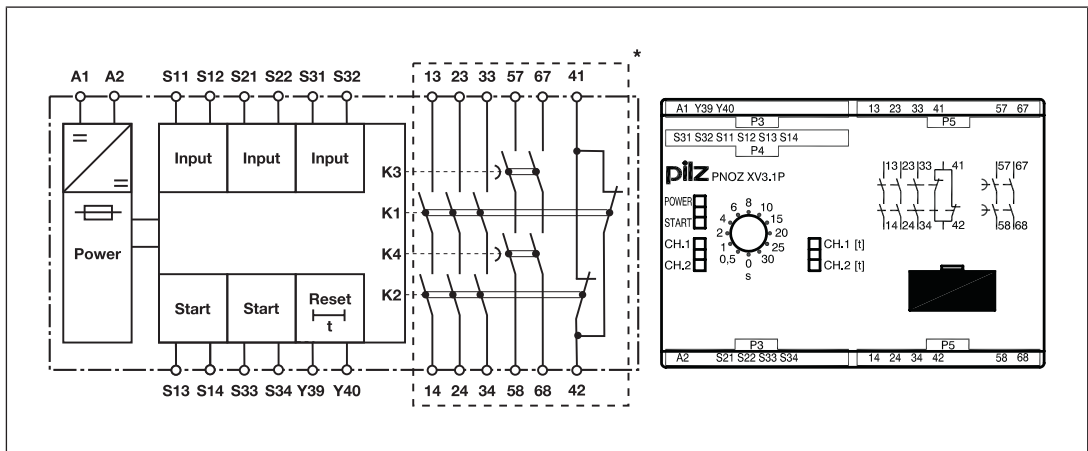 *
A1 A2 S11 S12 S21 S22 S31 S32 13 23 33 57 67 41
Input Input Input
K3
K1
Power
K4
K2
Start Start Reset
t
S13 S14 S33 S34 Y39 Y40 14 24 34 58 68 42
A1 Y39 Y40 13 23 33 41 57 67
P3 P5
S31 S32 S11 S12 S13 S14
P4
pilz PNOZ XV3.1P
13 23 33 41 57 67
14 24 34 42 58 68
POWER
START
CH.1
CH.2
0 0,5 1 2 4 6 8 10 15 20 25 30
s
CH.1 [t]
CH.2 [t]
P3 P5
A2 S21 S22 S33 S34 14 24 34 42 58 68